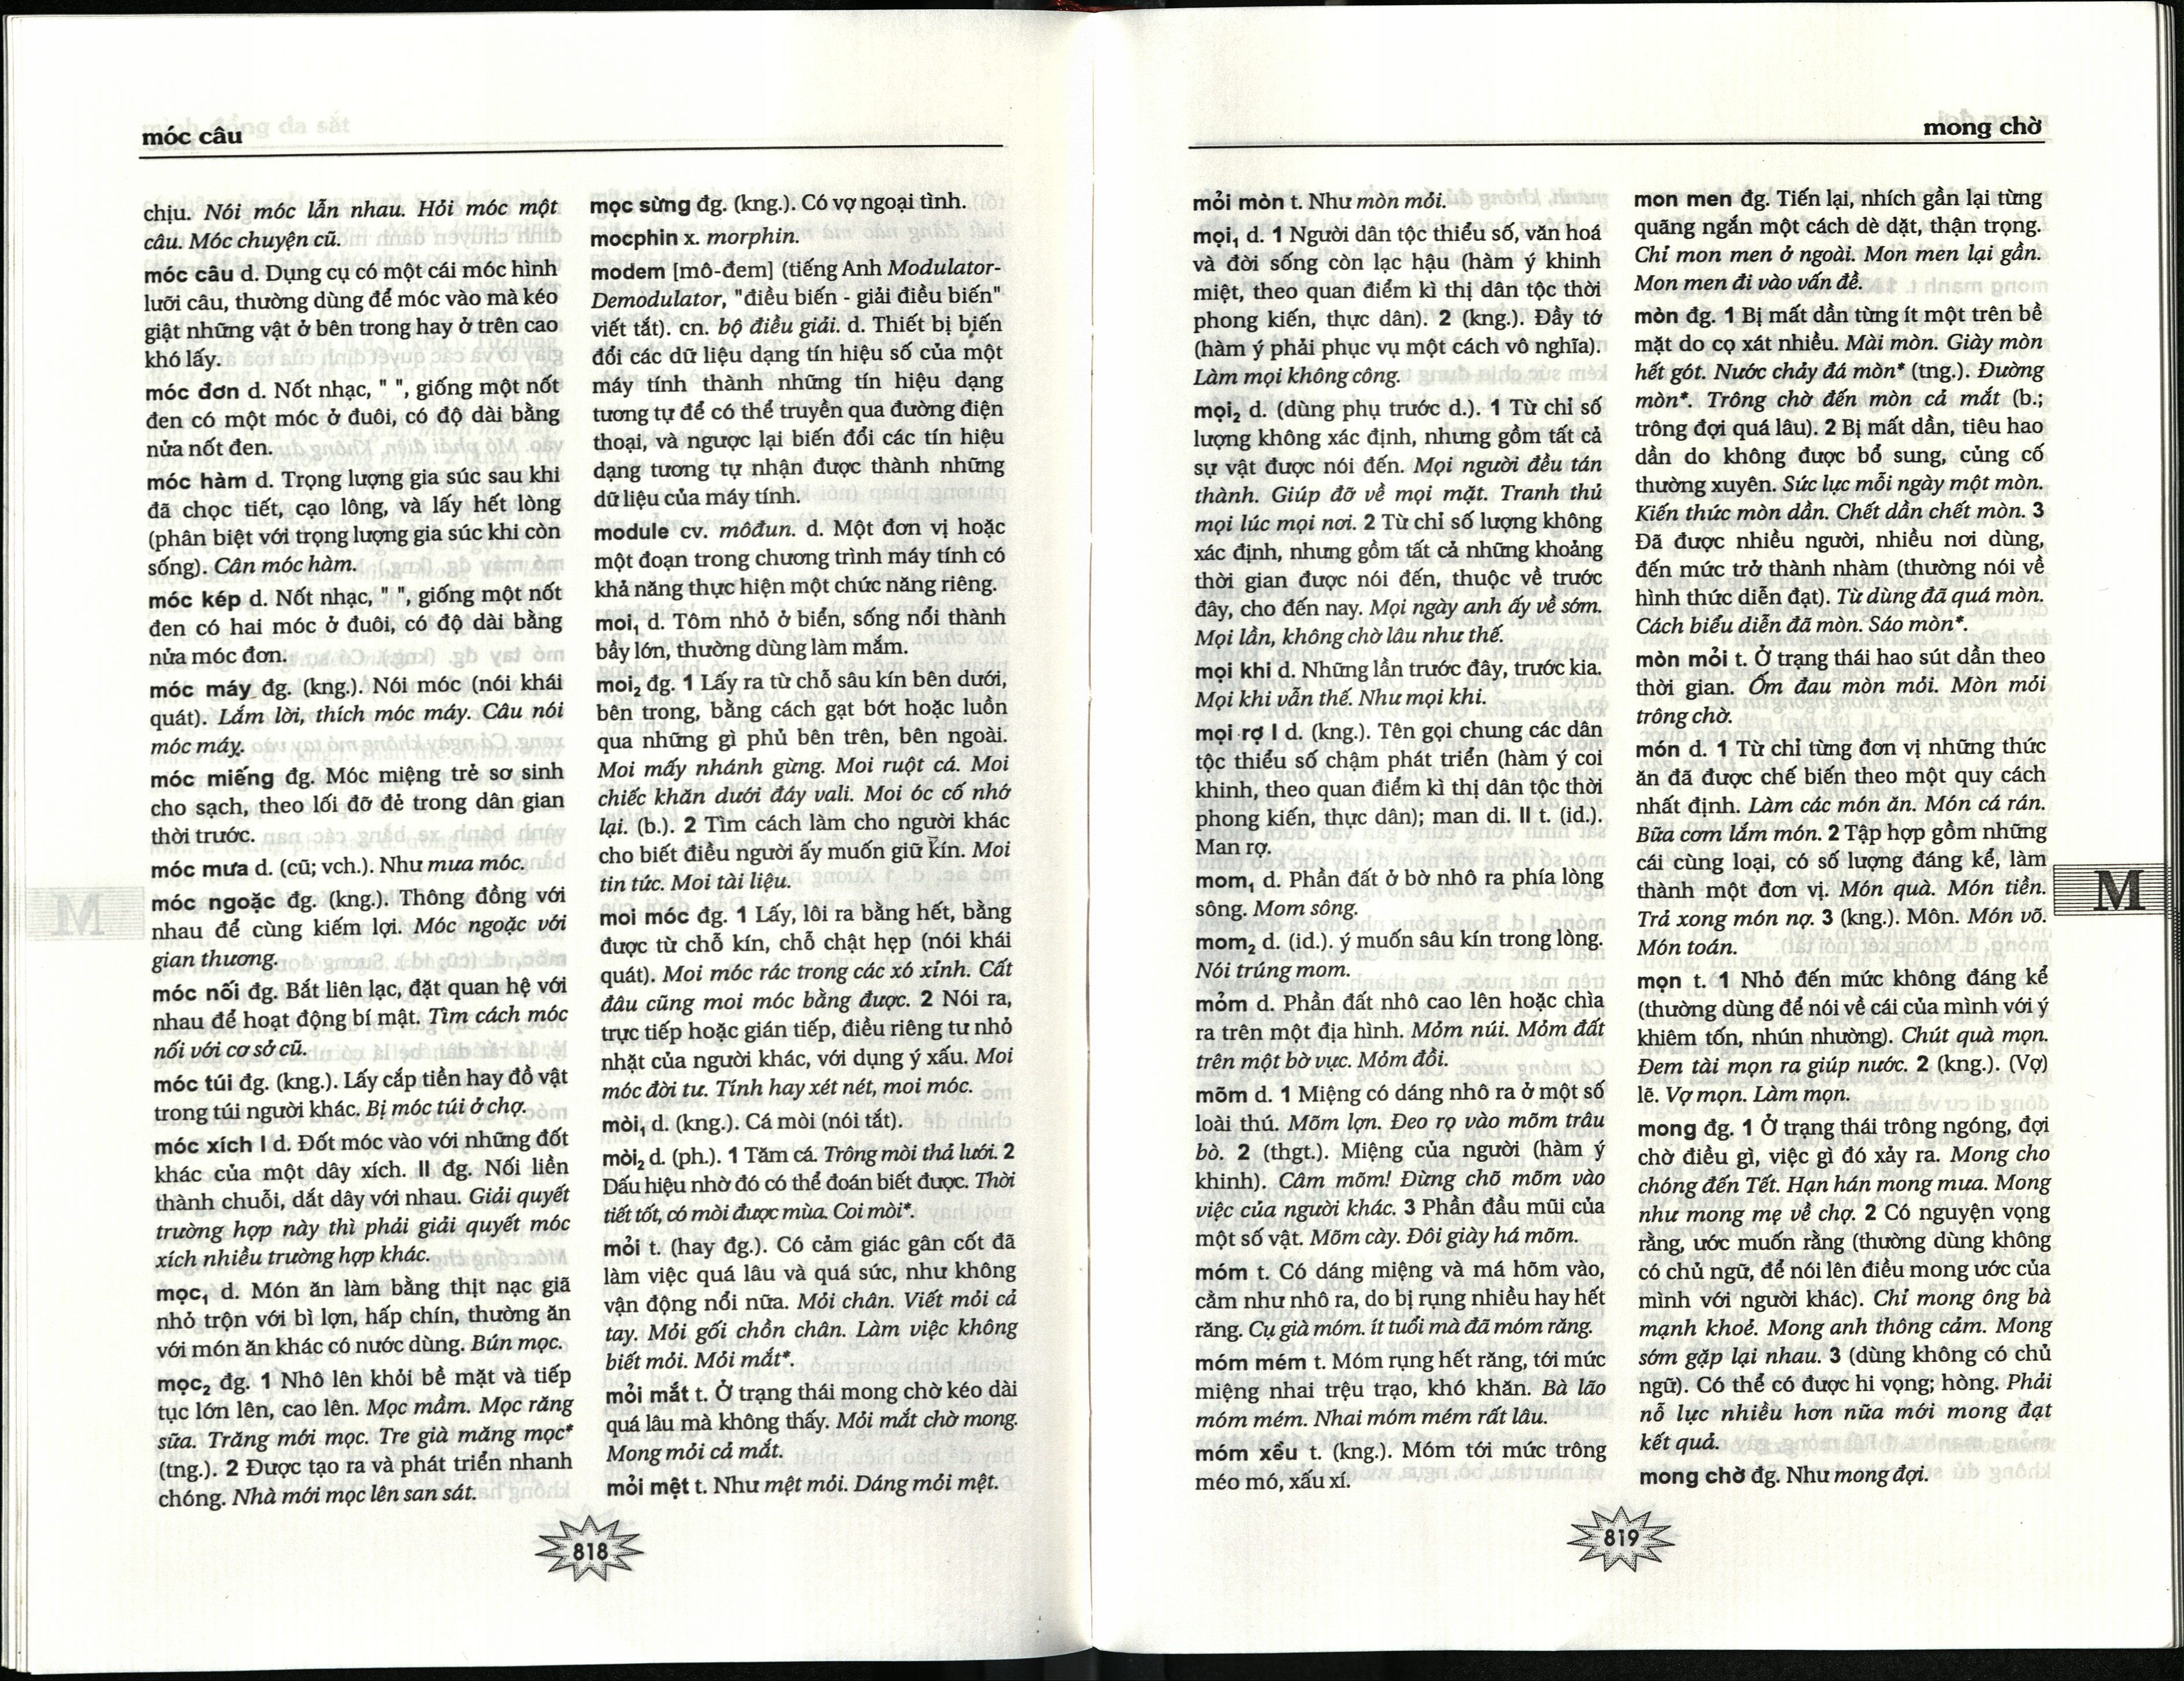 móc câu
chịu. Nói móc lẫn nhau. Hỏi móc một
câu. Móc chuyện cũ.
móc câu d. Dụng cụ có một cái móc hình
lưỡi câu, thường dùng để móc vào mà kéo
giật những vật ở bên trong hay ở trên cao
khó lấy.
móc đơn d. Nốt nhạc, " ", giống một nốt
đen có một móc ở đuôi, có độ dài bằng
nửa nốt đen.
móc hàm d. Trọng lượng gia súc sau khi
đã chọc tiết, cạo lông, và lấy hết lòng
(phân biệt với trọng lượng gia súc khi còn
sống). Cân móc hàm.
móc kép d. Nốt nhạc, " ", giống một nốt
đen có hai móc ở đuôi, có độ dài bằng
nửa móc đơn.
móc máy đg. (kng.). Nói móc (nói khái
quát). Lắm lời, thích móc máy. Câu nói
móc máy.
móc miếng đg. Móc miệng trẻ sơ sinh
cho sạch, theo lối đỡ đẻ trong dân gian
thời trước.
móc mưa d. (cũ; vch.). Như mưa móc.
móc ngoặc đg. (kng.). Thông đồng với
nhau để cùng kiếm lợi. Móc ngoặc với
gian thương.
móc nối đg. Bắt liên lạc, đặt quan hệ với
nhau để hoạt động bí mật. Tìm cách móc
nối với cơ sở cũ.
móc túi đg. (kng.). Lấy cắp tiền hay đồ vật
trong túi người khác. Bị móc túi ở chợ.
móc xích I d. Đốt móc vào với những đốt
khác của một dây xích. II đg. Nối liền
thành chuỗi, dắt dây với nhau. Giải quyết
trường hợp này thì phải giải quyết móc
xích nhiều trường hợp khác.
mọc₁ d. Món ăn làm bằng thịt nạc giã
nhỏ trộn với bì lợn, hấp chín, thường ăn
với món ăn khác có nước dùng. Bún mọc.
mọc₂ đg. 1 Nhô lên khỏi bề mặt và tiếp
tục lớn lên, cao lên. Mọc mầm. Mọc răng
sữa. Trăng mới mọc. Tre già măng mọc*
(tng.). 2 Được tạo ra và phát triển nhanh
chóng. Nhà mới mọc lên san sát.
mọc sừng đg. (kng.). Có vợ ngoại tình.
mocphin x. morphin.
modem [mô-đem] (tiếng Anh Modulator-
Demodulator, "điều biến - giải điều biến"
viết tắt). cn. bộ điều giải. d. Thiết bị biến
đổi các dữ liệu dạng tín hiệu số của một
máy tính thành những tín hiệu dạng
tương tự để có thể truyền qua đường điện
thoại, và ngược lại biến đổi các tín hiệu
dạng tương tự nhận được thành những
dữ liệu của máy tính.
module cv. môđun. d. Một đơn vị hoặc
một đoạn trong chương trình máy tính có
khả năng thực hiện một chức năng riêng.
moi₁ d. Tôm nhỏ ở biển, sống nổi thành
bầy lớn, thường dùng làm mắm.
moi₂ đg. 1 Lấy ra từ chỗ sâu kín bên dưới,
bên trong, bằng cách gạt bớt hoặc luồn
qua những gì phủ bên trên, bên ngoài.
Moi mấy nhánh gừng. Moi ruột cá. Moi
chiếc khăn dưới đáy vali. Moi óc cố nhớ
lại. (b.). 2 Tìm cách làm cho người khác
cho biết điều người ấy muốn giữ kín. Moi
tin tức. Moi tài liệu.
moi móc đg. 1 Lấy, lôi ra bằng hết, bằng
được từ chỗ kín, chỗ chật hẹp (nói khái
quát). Moi móc rác trong các xó xỉnh. Cất
đâu cũng moi móc bằng được. 2 Nói ra,
trực tiếp hoặc gián tiếp, điều riêng tư nhỏ
nhặt của người khác, với dụng ý xấu. Moi
móc đời tư. Tính hay xét nét, moi móc.
mòi₁ d. (kng.). Cá mòi (nói tắt).
mòi₂ d. (ph.). 1 Tăm cá. Trông mòi thả lưới. 2
Dấu hiệu nhờ đó có thể đoán biết được. Thời
tiết tốt, có mòi được mùa. Coi mòi*.
mỏi t. (hay đg.). Có cảm giác gân cốt đã
làm việc quá lâu và quá sức, như không
vận động nổi nữa. Mỏi chân. Viết mỏi cả
tay. Mỏi gối chồn chân. Làm việc không
biết mỏi. Mỏi mắt*.
mỏi mắt t. Ở trạng thái mong chờ kéo dài
quá lâu mà không thấy. Mỏi mắt chờ mong.
Mong mỏi cả mắt.
mỏi mệt t. Như mệt mỏi. Dáng mỏi mệt.
818
mong chờ
mỏi mòn t. Như mòn mỏi.
mọi₁ d. 1 Người dân tộc thiểu số, văn hoá
và đời sống còn lạc hậu (hàm ý khinh
miệt, theo quan điểm kì thị dân tộc thời
phong kiến, thực dân). 2 (kng.). Đầy tớ
(hàm ý phải phục vụ một cách vô nghĩa).
Làm mọi không công.
mọi₂ d. (dùng phụ trước d.). 1 Từ chỉ số
lượng không xác định, nhưng gồm tất cả
sự vật được nói đến. Mọi người đều tán
thành. Giúp đỡ về mọi mặt. Tranh thủ
mọi lúc mọi nơi. 2 Từ chỉ số lượng không
xác định, nhưng gồm tất cả những khoảng
thời gian được nói đến, thuộc về trước
đây, cho đến nay. Mọi ngày anh ấy về sớm.
Mọi lần, không chờ lâu như thế.
mọi khi d. Những lần trước đây, trước kia.
Mọi khi vẫn thế. Như mọi khi.
mọi rợ I d. (kng.). Tên gọi chung các dân
tộc thiểu số chậm phát triển (hàm ý coi
khinh, theo quan điểm kì thị dân tộc thời
phong kiến, thực dân); man di. II t. (id.).
Man rợ.
mom₁ d. Phần đất ở bờ nhô ra phía lòng
sông. Mom sông.
mom₂ d. (id.). ý muốn sâu kín trong lòng.
Nói trúng mom.
mỏm d. Phần đất nhô cao lên hoặc chìa
ra trên một địa hình. Mỏm núi. Mỏm đất
trên một bờ vực. Mỏm đồi.
mõm d. 1 Miệng có dáng nhô ra ở một số
loài thú. Mõm lợn. Đeo rọ vào mõm trâu
bò. 2 (thgt.). Miệng của người (hàm ý
khinh). Câm mõm! Đừng chõ mõm vào
việc của người khác. 3 Phần đầu mũi của
một số vật. Mõm cày. Đôi giày há mõm.
móm t. Có dáng miệng và má hõm vào,
cằm như nhô ra, do bị rụng nhiều hay hết
răng. Cụ già móm. ít tuổi mà đã móm răng.
móm mém t. Móm rụng hết răng, tới mức
miệng nhai trệu trạo, khó khăn. Bà lão
móm mém. Nhai móm mém rất lâu.
móm xều t. (kng.). Móm tới mức trông
méo mó, xấu xí.
mon men đg. Tiến lại, nhích gần lại từng
quãng ngắn một cách dè dặt, thận trọng.
Chỉ mon men ở ngoài. Mon men lại gần.
Mon men đi vào vấn đề.
mòn đg. 1 Bị mất dần từng ít một trên bề
mặt do cọ xát nhiều. Mài mòn. Giày mòn
hết gót. Nước chảy đá mòn* (tng.). Đường
mòn*. Trông chờ đến mòn cả mắt (b.;
trông đợi quá lâu). 2 Bị mất dần, tiêu hao
dần do không được bổ sung, củng cố
thường xuyên. Sức lực mỗi ngày một mòn.
Kiến thức mòn dần. Chết dần chết mòn. 3
Đã được nhiều người, nhiều nơi dùng,
đến mức trở thành nhàm (thường nói về
hình thức diễn đạt). Từ dùng đã quá mòn.
Cách biểu diễn đã mòn. Sáo mòn*.
mòn mỏi t. Ở trạng thái hao sút dần theo
thời gian. Ốm đau mòn mỏi. Mòn mỏi
trông chờ.
món d. 1 Từ chỉ từng đơn vị những thức
ăn đã được chế biến theo một quy cách
nhất định. Làm các món ăn. Món cá rán.
Bữa cơm lắm món. 2 Tập hợp gồm những
cái cùng loại, có số lượng đáng kể, làm
thành một đơn vị. Món quà. Món tiền.
Trả xong món nợ. 3 (kng.). Môn. Món võ.
Món toán.
mọn t. 1 Nhỏ đến mức không đáng kể
(thường dùng để nói về cái của mình với ý
khiêm tốn, nhún nhường). Chút quà mọn.
Đem tài mọn ra giúp nước. 2 (kng.). (Vợ)
lẽ. Vợ mọn. Làm mọn.
mong đg. 1 Ở trạng thái trông ngóng, đợi
chờ điều gì, việc gì đó xảy ra. Mong cho
chóng đến Tết. Hạn hán mong mưa. Mong
như mong mẹ về chợ. 2 Có nguyện vọng
rằng, ước muốn rằng (thường dùng không
có chủ ngữ, để nói lên điều mong ước của
mình với người khác). Chỉ mong ông bà
mạnh khoẻ. Mong anh thông cảm. Mong
sớm gặp lại nhau. 3 (dùng không có chủ
ngữ). Có thể có được hi vọng; hòng. Phải
nỗ lực nhiều hơn nữa mới mong đạt
kết quả.
mong chờ đg. Như mong đợi.
M
819